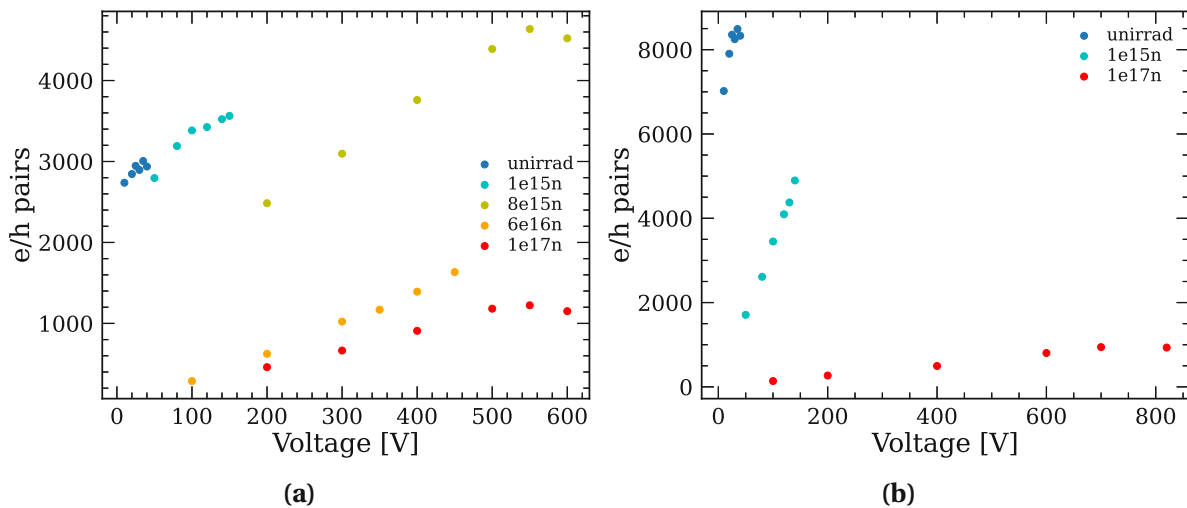 4000
3000
2000
1000
e/h pairs
unirrad
1e15n
8e15n
6e16n
1e17n
0 100 200 300 400 500 600
Voltage [V]
(a)
8000
6000
4000
2000
0
e/h pairs
unirrad
1e15n
1e17n
0 200 400 600 800
Voltage [V]
(b)